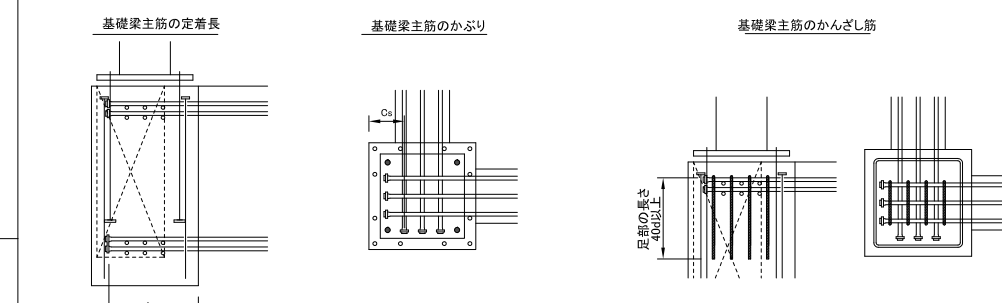 基礎梁主筋の定着長
基礎梁主筋のかぶり
基礎梁主筋のかんざし筋
Cs
足部の長さ
40d以上